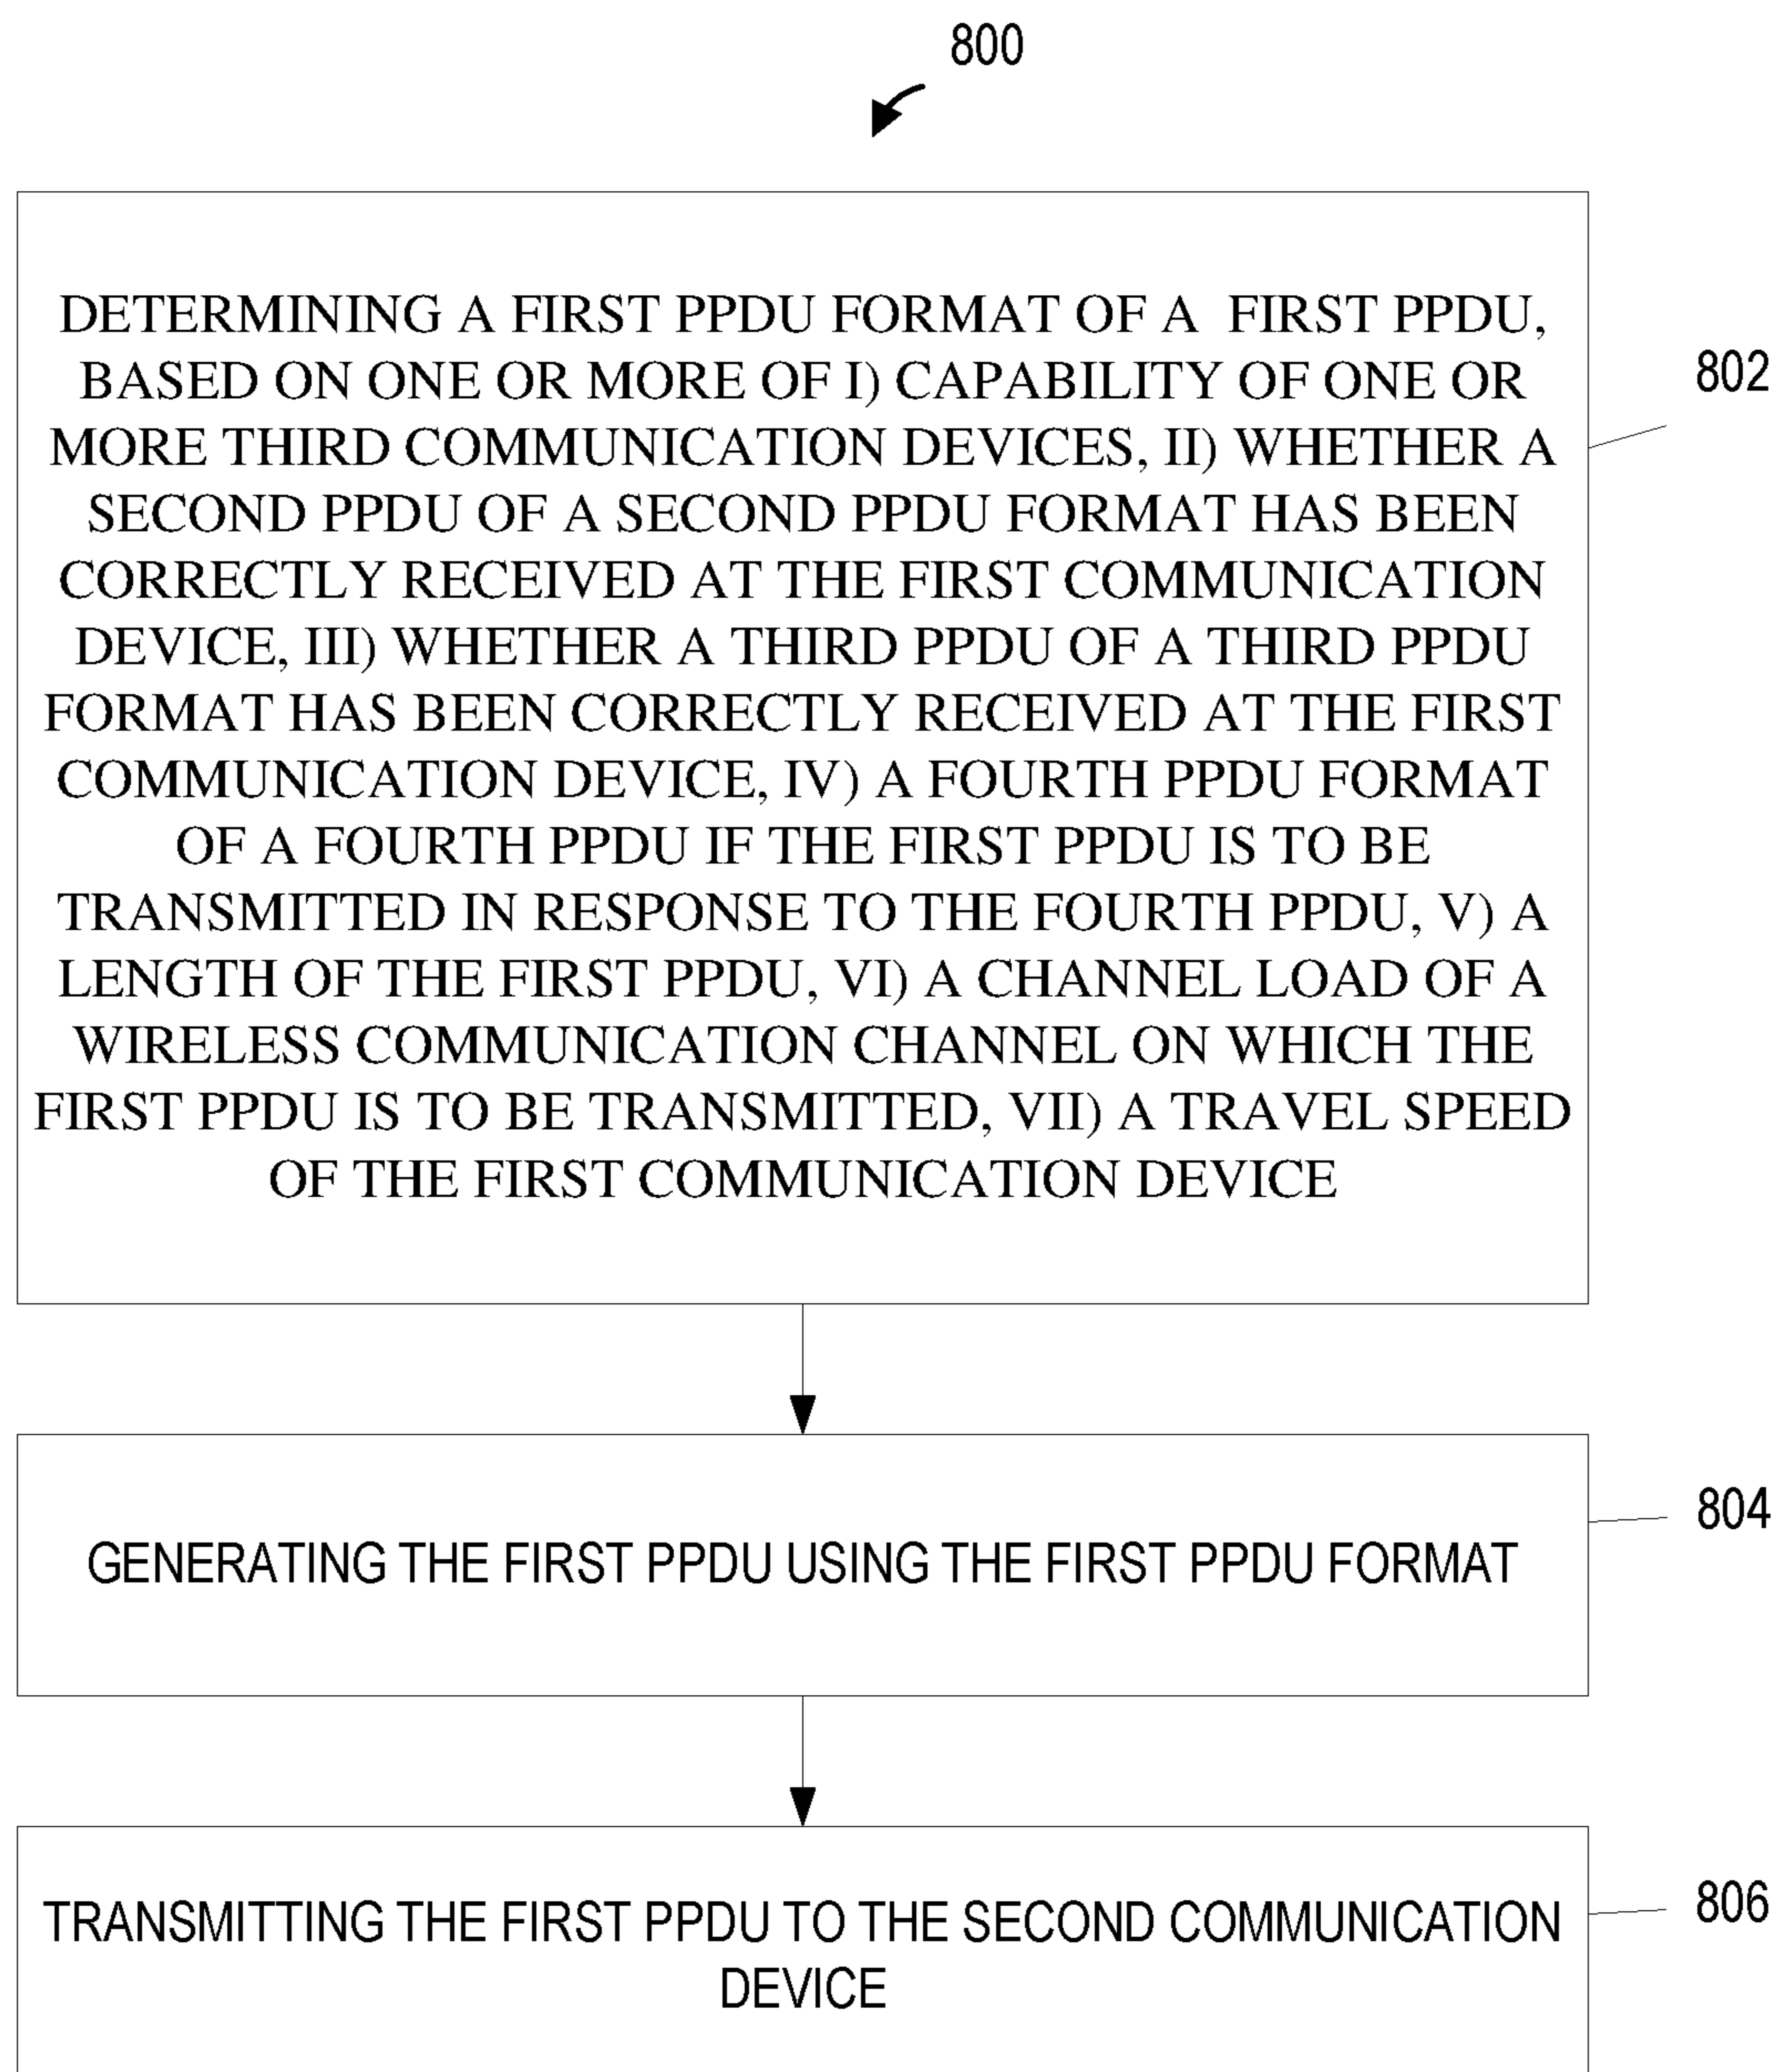 800
DETERMINING A FIRST PPDU FORMAT OF A FIRST PPDU,
BASED ON ONE OR MORE OF I) CAPABILITY OF ONE OR
MORE THIRD COMMUNICATION DEVICES, II) WHETHER A
SECOND PPDU OF A SECOND PPDU FORMAT HAS BEEN
CORRECTLY RECEIVED AT THE FIRST COMMUNICATION
DEVICE, III) WHETHER A THIRD PPDU OF A THIRD PPDU
FORMAT HAS BEEN CORRECTLY RECEIVED AT THE FIRST
COMMUNICATION DEVICE, IV) A FOURTH PPDU FORMAT
OF A FOURTH PPDU IF THE FIRST PPDU IS TO BE
TRANSMITTED IN RESPONSE TO THE FOURTH PPDU, V) A
LENGTH OF THE FIRST PPDU, VI) A CHANNEL LOAD OF A
WIRELESS COMMUNICATION CHANNEL ON WHICH THE
FIRST PPDU IS TO BE TRANSMITTED, VII) A TRAVEL SPEED
OF THE FIRST COMMUNICATION DEVICE
802
GENERATING THE FIRST PPDU USING THE FIRST PPDU FORMAT
804
TRANSMITTING THE FIRST PPDU TO THE SECOND COMMUNICATION
DEVICE
806